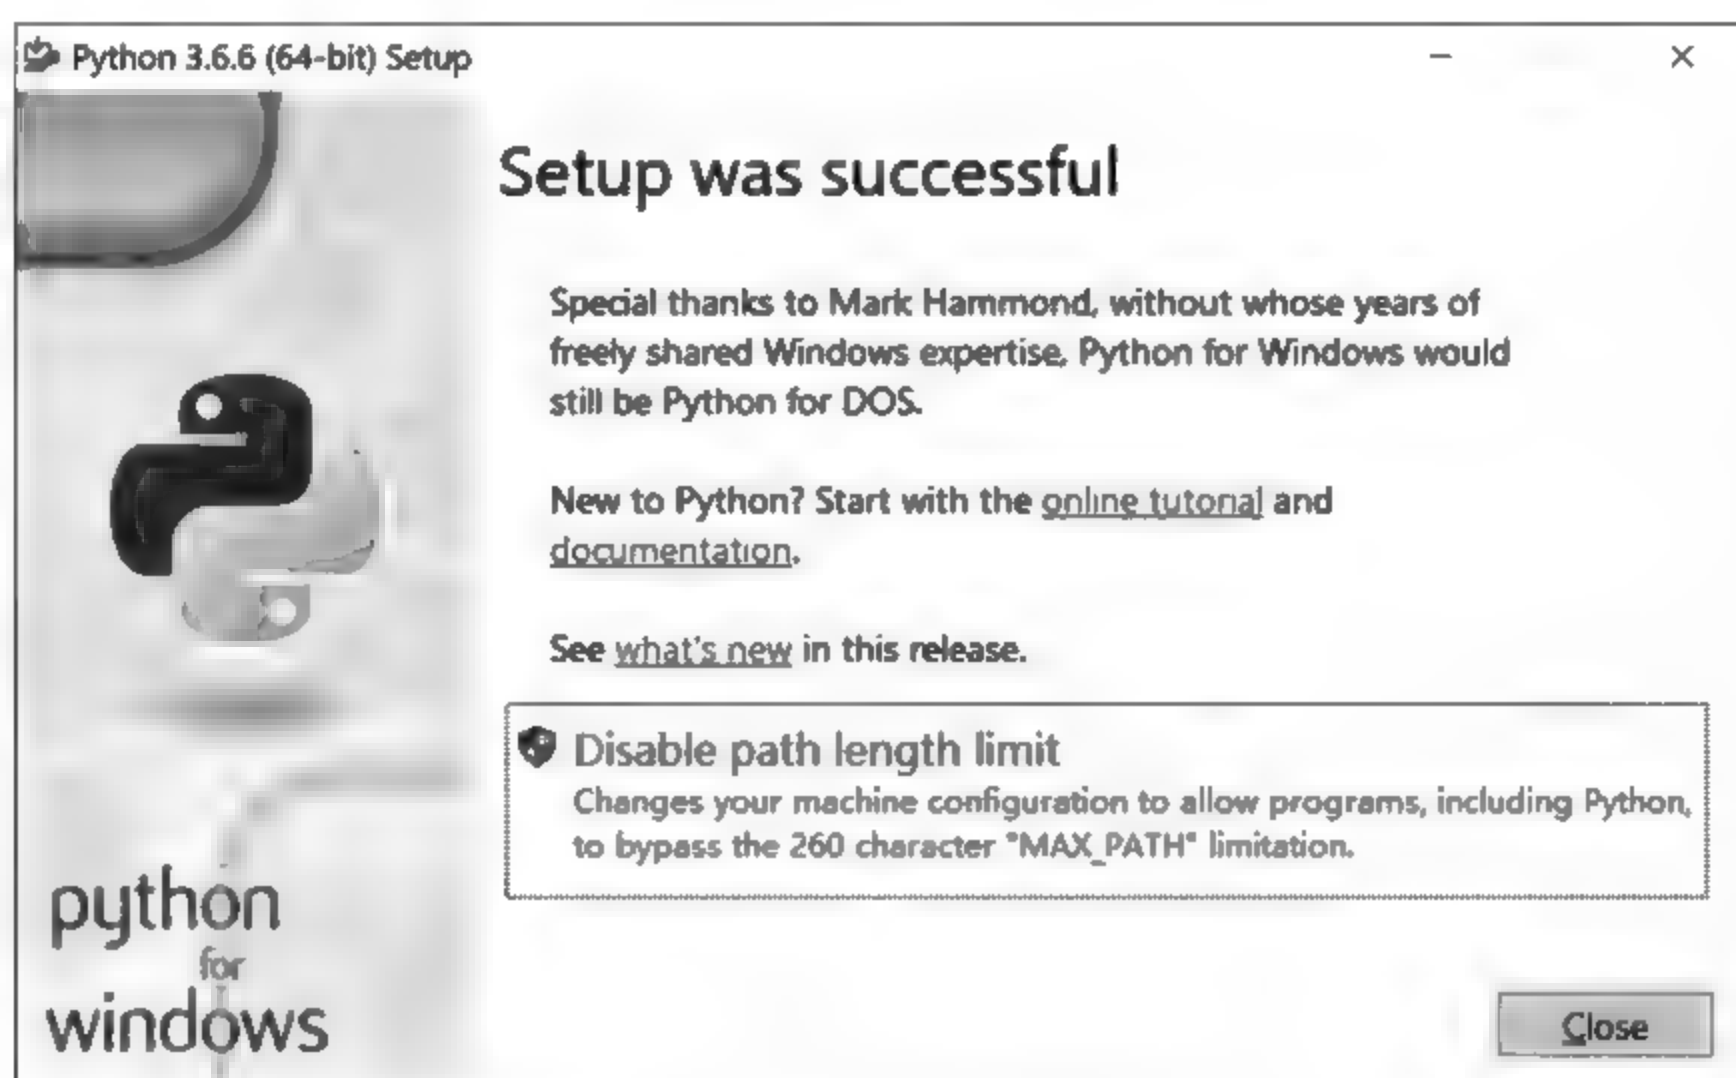 Python 3.6.6 (64-bit) Setup
Setup was successful
Special thanks to Mark Hammond, without whose years of
freely shared Windows expertise, Python for Windows would
still be Python for DOS.
New to Python? Start with the online tutorial and
documentation.
See what's new in this release.
Disable path length limit
Changes your machine configuration to allow programs, including Python,
to bypass the 260 character "MAX_PATH" limitation.
python
for
windows
Close